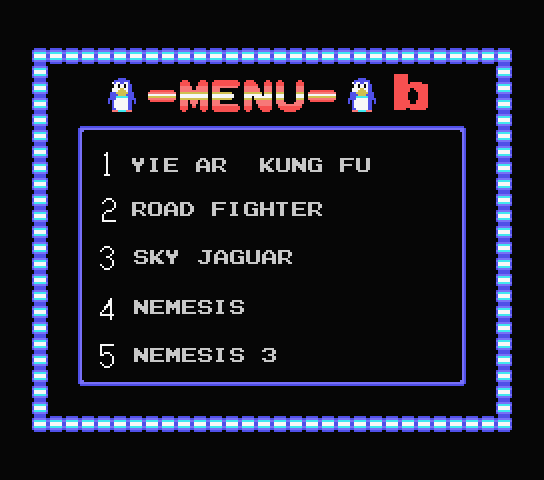 -MENU- b
1 YIE AR KUNG FU
2 ROAD FIGHTER
3 SKY JAGUAR
4 NEMESIS
5 NEMESIS 3